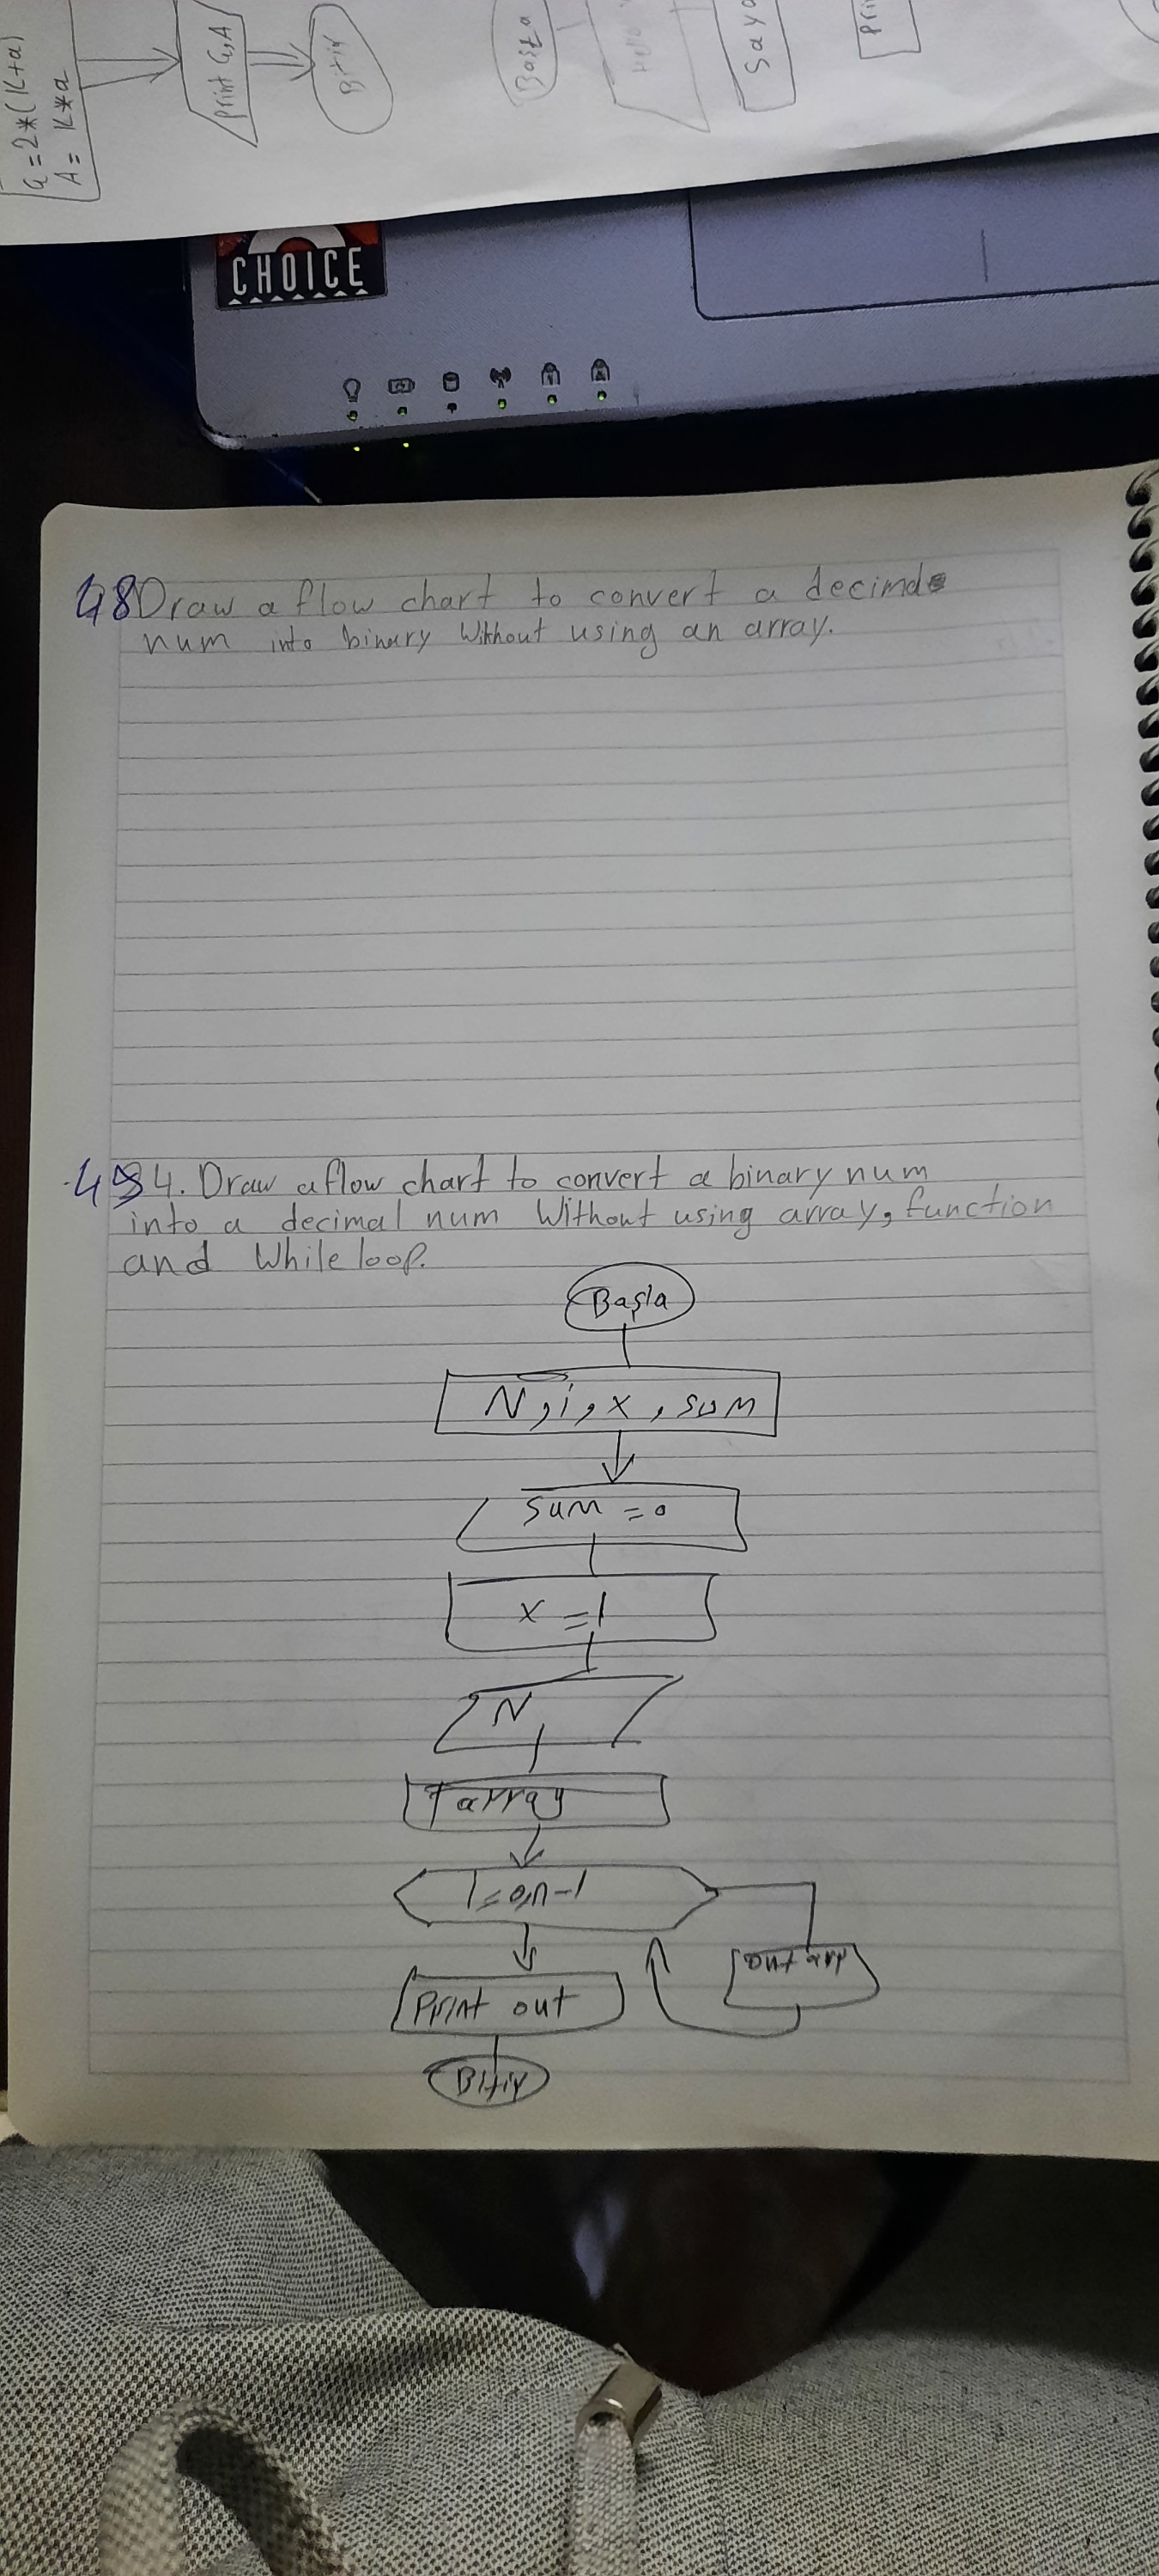 a=2*(K+a)
A= K*a
print G,A
Bitir
Başla
Hello
Saya
Pri
CHOICE
48 Draw a flow chart to convert a decimal
num into binary Without using an array.
4. Draw a flow chart to convert a binary num
into a decimal num Without using array, function
and While loop.
Başla
N, i, x, sum
sum = 0
x = 1
N
array
I = 0, n-1
out arr
Print out
Bitir